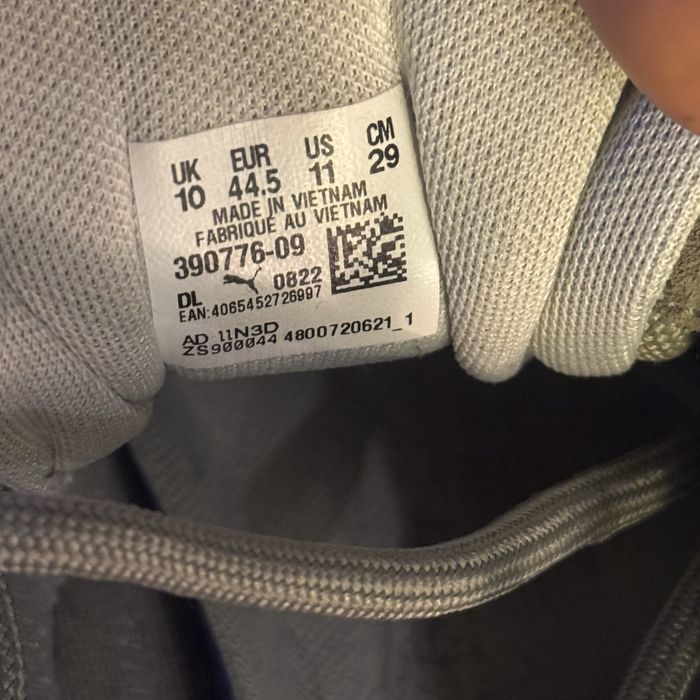 UK EUR US CM
10 44.5 11 29
MADE IN VIETNAM
FABRIQUÉ AU VIETNAM
390776-09
DL 0822
EAN:4065452726997
AD 11N3D
ZS900044 4800720621_1